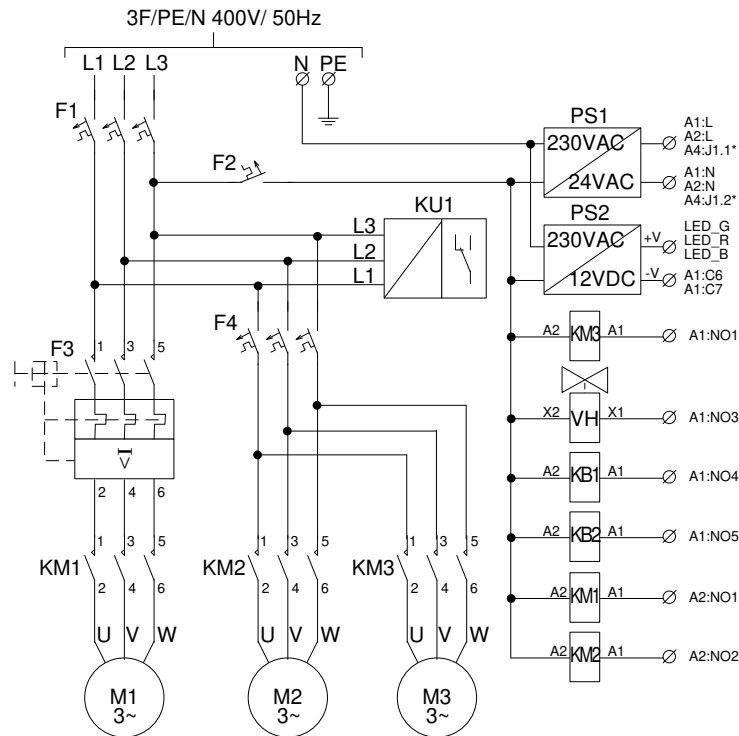 3F/PE/N 400V/ 50Hz
L1 L2 L3
N PE
F1
F2
PS1
230VAC
24VAC
A1:L
A2:L
A4:J1.1*
A1:N
A2:N
A4:J1.2*
KU1
L3
L2
L1
PS2
230VAC
12VDC
+V
-V
LED_G
LED_R
LED_B
A1:C6
A1:C7
F4
F3
1 3 5
2 4 6
A2 KM3 A1 A1:NO1
X2 VH X1 A1:NO3
A2 KB1 A1 A1:NO4
A2 KB2 A1 A1:NO5
A2 KM1 A1 A2:NO1
A2 KM2 A1 A2:NO2
KM1
1 3 5
2 4 6
KM2
1 3 5
2 4 6
KM3
1 3 5
2 4 6
U V W
U V W
U V W
M1
3~
M2
3~
M3
3~